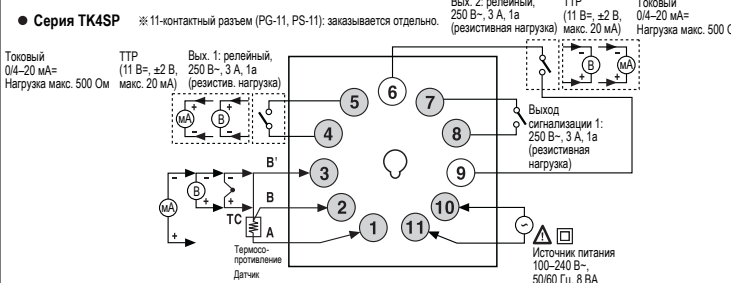 ● Серия TK4SP ※ 11-контактный разъем (PG-11, PS-11): заказывается отдельно.
Вых. 2: релейный,
250 В~, 3 А, 1а
(резистивная нагрузка)
ТТР
(11 В=, ±2 В,
макс. 20 мА)
Токовый
0/4–20 мА=
Нагрузка макс. 500
Токовый
0/4–20 мА=
Нагрузка макс. 500 Ом
ТТР
(11 В=, ±2 В,
макс. 20 мА)
Вых. 1: релейный,
250 В~, 3 А, 1а
(резистив. нагрузка)
+ - + -
мА В
+ - + -
мА В
5
4
6
7
8
9
3
2
1
10
11
Выход
сигнализации 1:
250 В~, 3 А, 1а
(резистивная
нагрузка)
B'
B
A
- - -
мА В
+ + +
ТС
Термосо-
противление
Датчик
~
Источник питания
100–240 В~,
50/60 Гц, 8 ВА